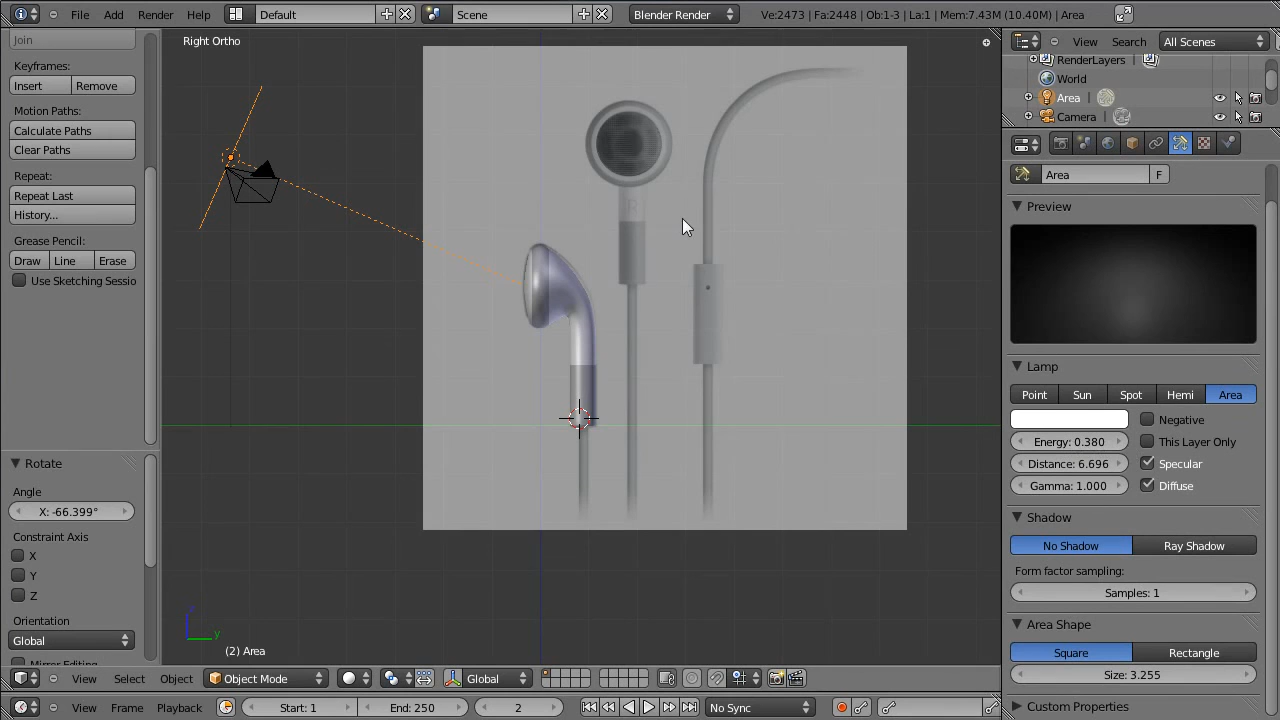 File Add Render Help Default Scene Blender Render Ve:2473 | Fa:2448 | Ob:1-3 | La:1 | Mem:7.43M (10.40M) | Area
Join
Keyframes:
Insert Remove
Motion Paths:
Calculate Paths
Clear Paths
Repeat:
Repeat Last
History...
Grease Pencil:
Draw Line Erase
Use Sketching Sessio
Rotate
Angle
X: -66.399°
Constraint Axis
X
Y
Z
Orientation
Global
Mirror Editing
Right Ortho
R
y
(2) Area
View Search All Scenes
RenderLayers
World
Area
Camera
Area F
Preview
Lamp
Point Sun Spot Hemi Area
Negative
Energy: 0.380 This Layer Only
Distance: 6.696 Specular
Gamma: 1.000 Diffuse
Shadow
No Shadow Ray Shadow
Form factor sampling:
Samples: 1
Area Shape
Square Rectangle
Size: 3.255
Custom Properties
View Select Object Object Mode Global
View Frame Playback Start: 1 End: 250 2 No Sync